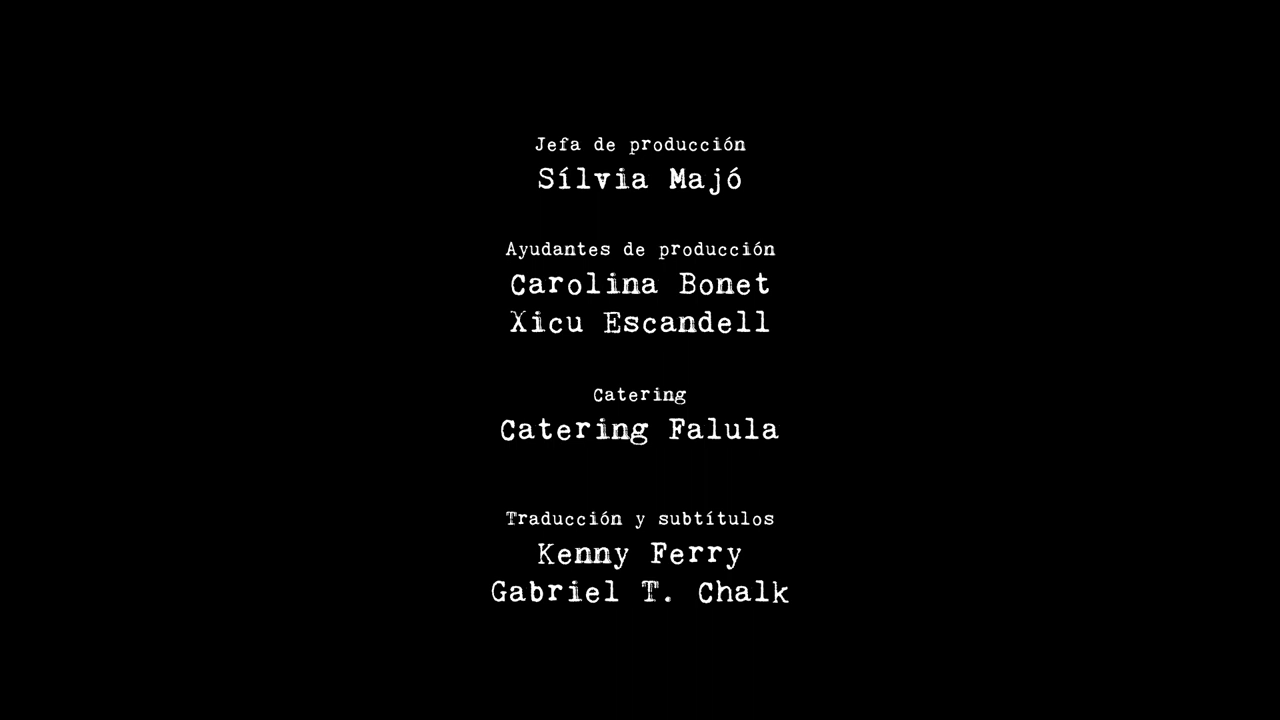 Jefa de producción
Sílvia Majó
Ayudantes de producción
Carolina Bonet
Xicu Escandell
Catering
Catering Falula
Traducción y subtítulos
Kenny Ferry
Gabriel T. Chalk